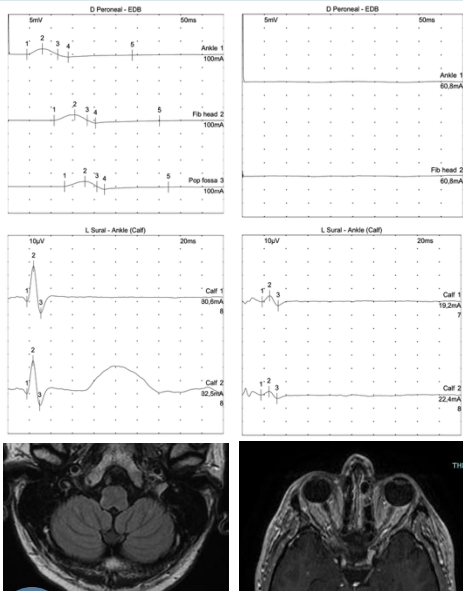 D Peroneal - EDB
5mV 50ms
2
1 3 4 5
Ankle 1
100mA
2
1 3 4 5
Fib head 2
100mA
2
1 3 4 5
Pop fossa 3
100mA
D Peroneal - EDB
5mV 50ms
Ankle 1
60,8mA
Fib head 2
60,8mA
L Sural - Ankle (Calf)
10µV 20ms
2
1 3
Calf 1
30,6mA
8
2
1 3
Calf 2
32,5mA
8
L Sural - Ankle (Calf)
10µV 20ms
1 2 3
Calf 1
19,2mA
7
1 2 3
Calf 2
22,4mA
8